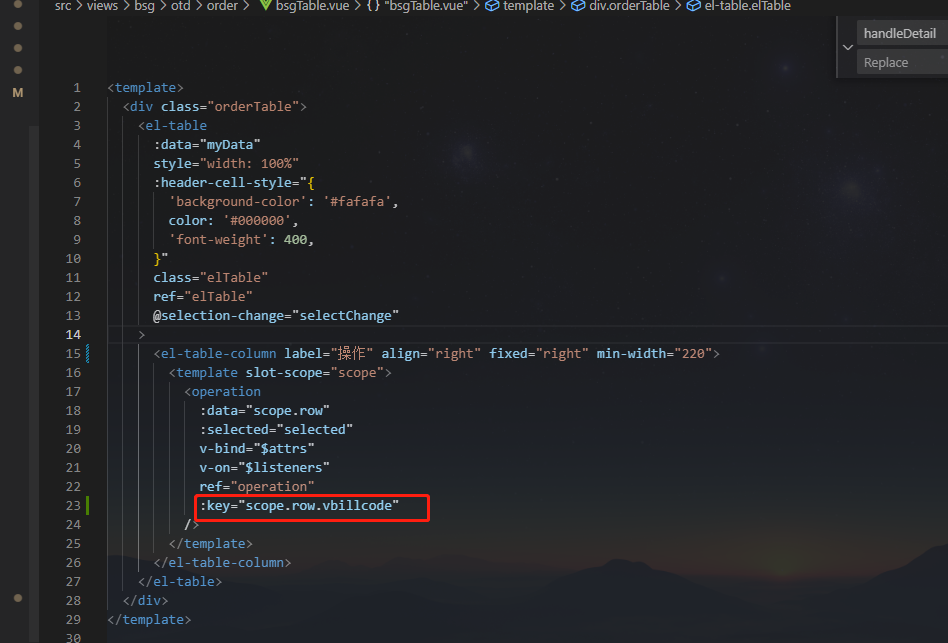 src > views > bsg > otd > order > bsgTable.vue > {} "bsgTable.vue" > template > div.orderTable > el-table.elTable
handleDetail
Replace
M
1 <template>
2 <div class="orderTable">
3 <el-table
4 :data="myData"
5 style="width: 100%"
6 :header-cell-style="{
7 'background-color': '#fafafa',
8 color: '#000000',
9 'font-weight': 400,
10 }"
11 class="elTable"
12 ref="elTable"
13 @selection-change="selectChange"
14 >
15 <el-table-column label="操作" align="right" fixed="right" min-width="220">
16 <template slot-scope="scope">
17 <operation
18 :data="scope.row"
19 :selected="selected"
20 v-bind="$attrs"
21 v-on="$listeners"
22 ref="operation"
23 :key="scope.row.vbillcode"
24 />
25 </template>
26 </el-table-column>
27 </el-table>
28 </div>
29 </template>
30